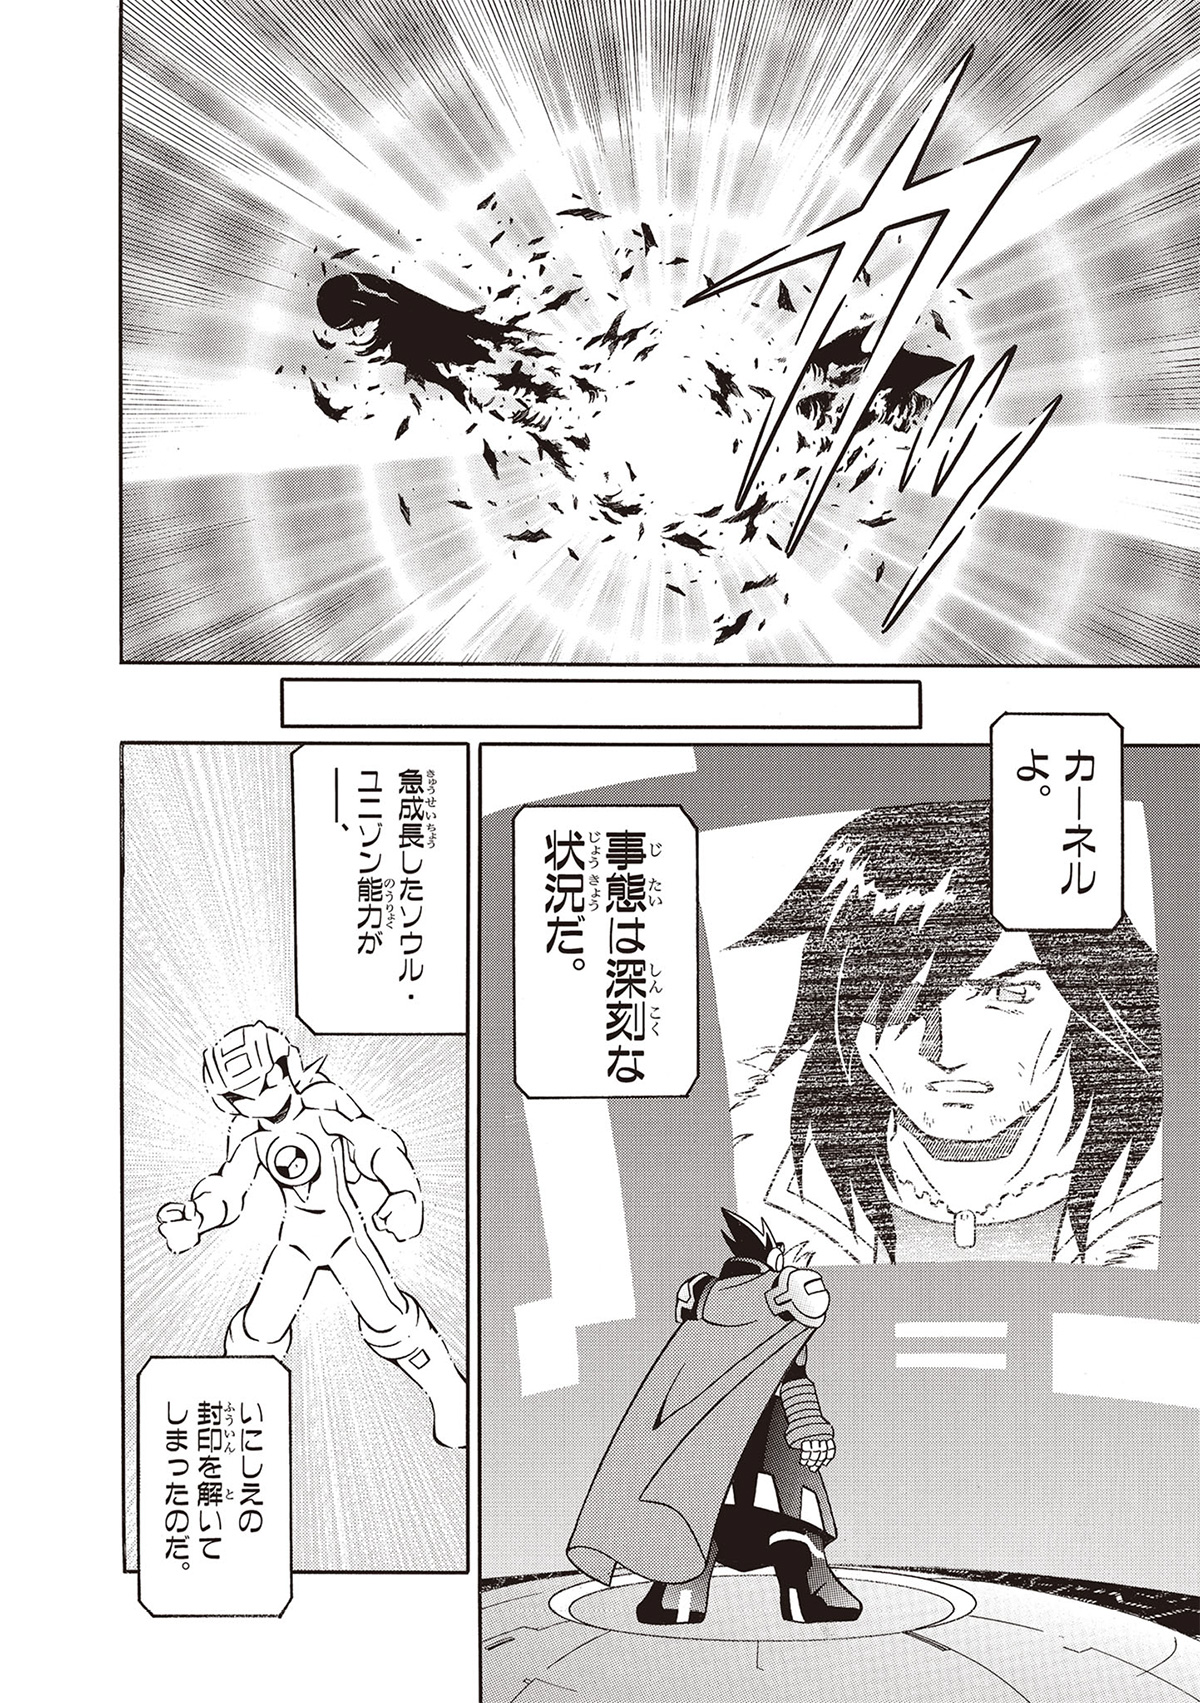 カッ
カーネル
よ。
事態は深刻な
状況だ。
急成長したソウル・
ユニゾン能力が
――、
いにしえの
封印を解いて
しまったのだ。